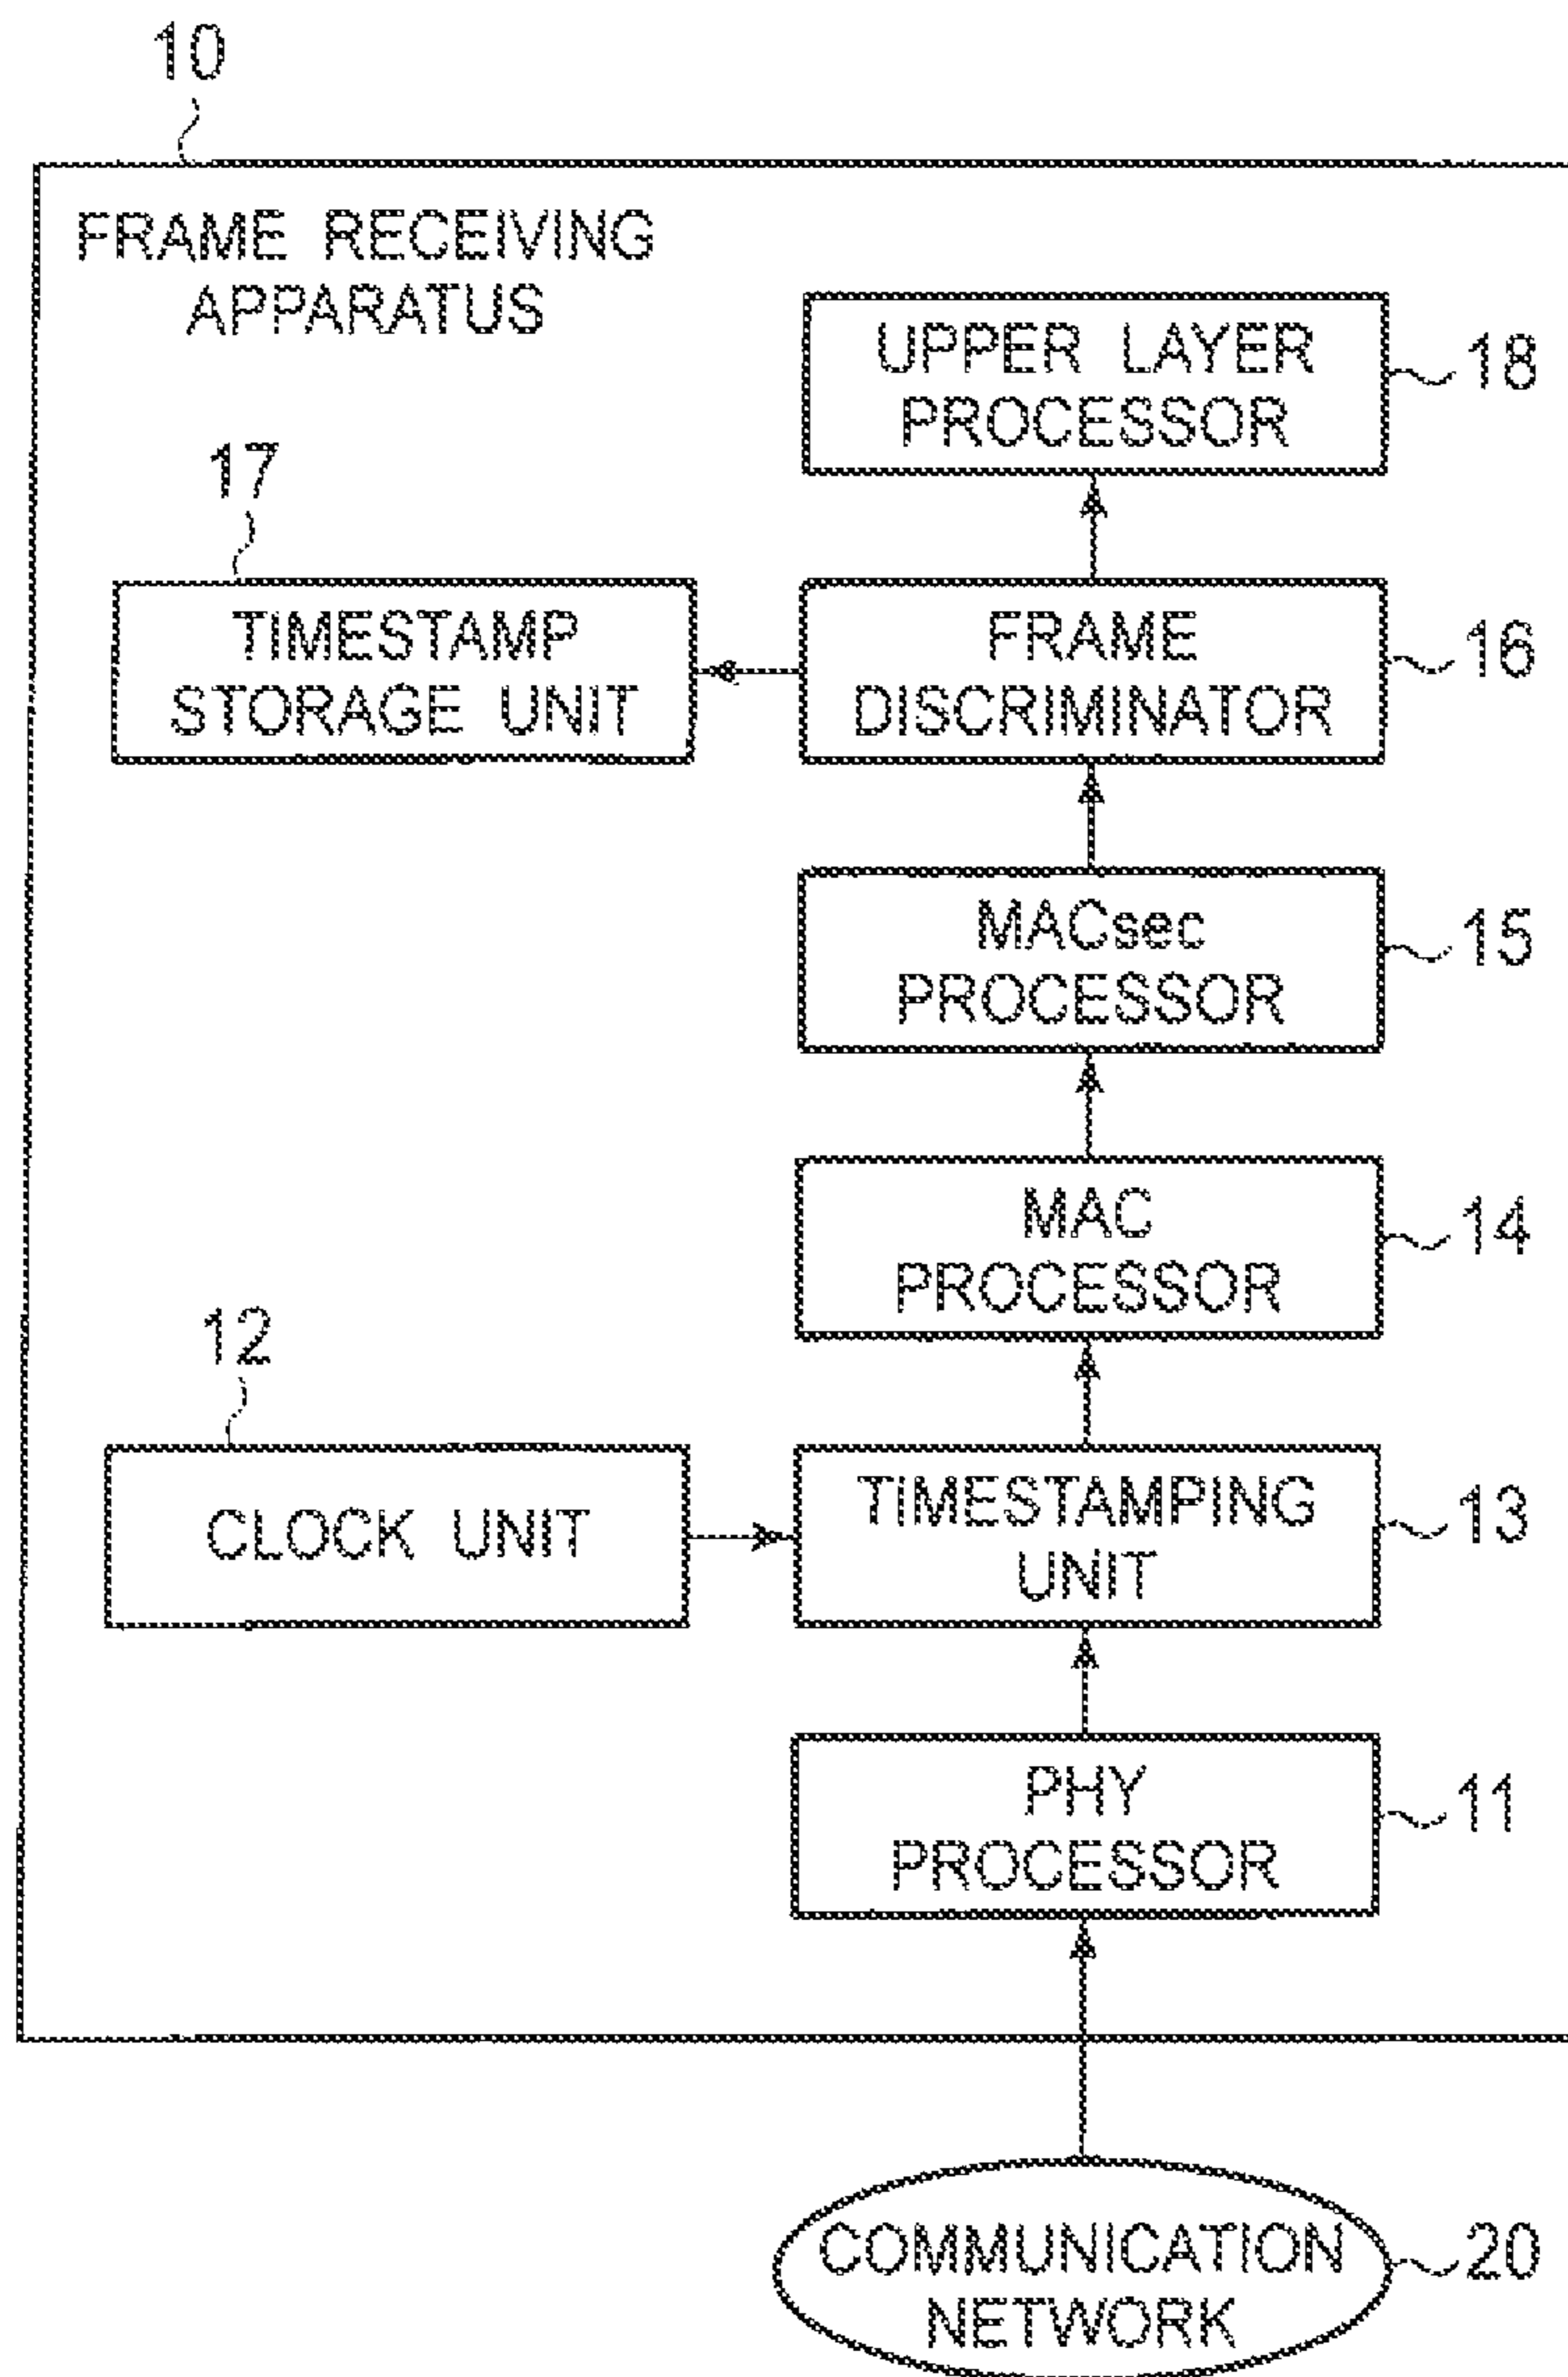 10
FRAME RECEIVING
APPARATUS
UPPER LAYER
PROCESSOR
18
17
TIMESTAMP
STORAGE UNIT
FRAME
DISCRIMINATOR
16
MACsec
PROCESSOR
15
MAC
PROCESSOR
14
12
CLOCK UNIT
TIMESTAMPING
UNIT
13
PHY
PROCESSOR
11
COMMUNICATION
NETWORK
20